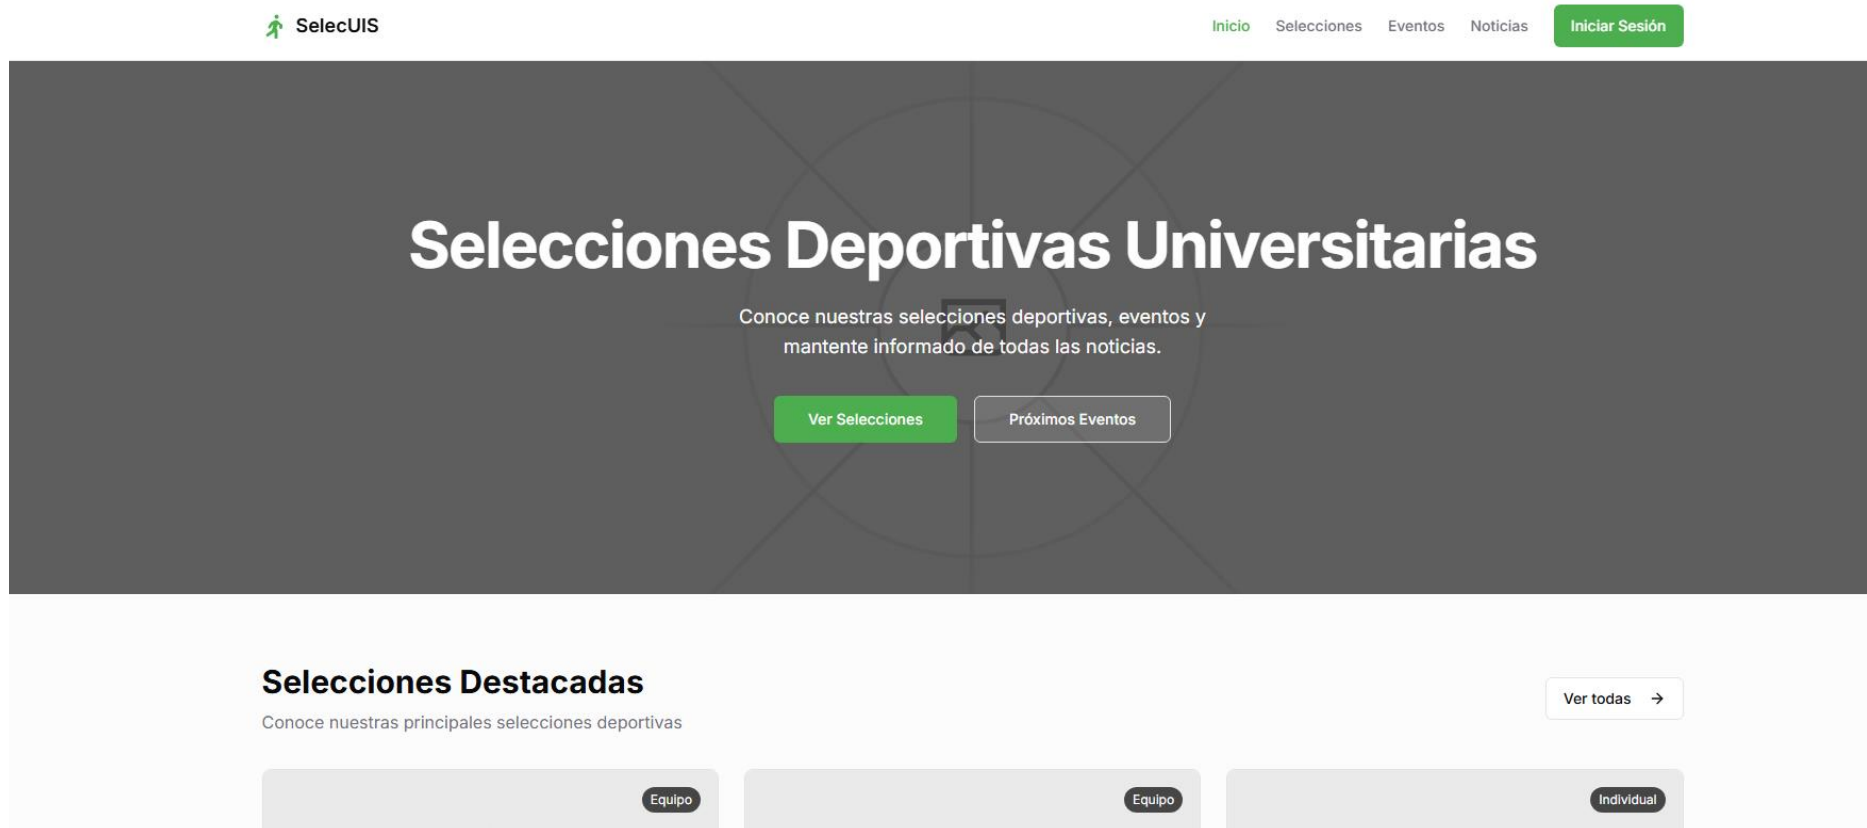 SelecUIS
Inicio Selecciones Eventos Noticias Iniciar Sesión
Selecciones Deportivas Universitarias
Conoce nuestras selecciones deportivas, eventos y
mantente informado de todas las noticias.
Ver Selecciones Próximos Eventos
Selecciones Destacadas
Conoce nuestras principales selecciones deportivas
Ver todas →
Equipo Equipo Individual